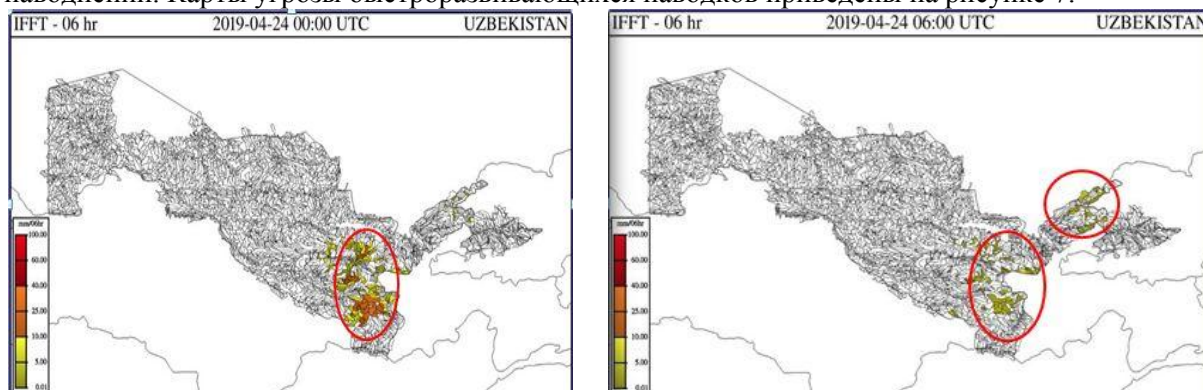 наводнений. Карты угрозы быстроразвивающихся наводков приведены на рисунке 7.
IFFT - 06 hr 2019-04-24 00:00 UTC UZBEKISTAN
mm/06hr
100.00
60.00
40.00
25.00
10.00
5.00
0.01
IFFT - 06 hr 2019-04-24 06:00 UTC UZBEKISTAN
mm/06hr
100.00
60.00
40.00
25.00
10.00
5.00
0.01